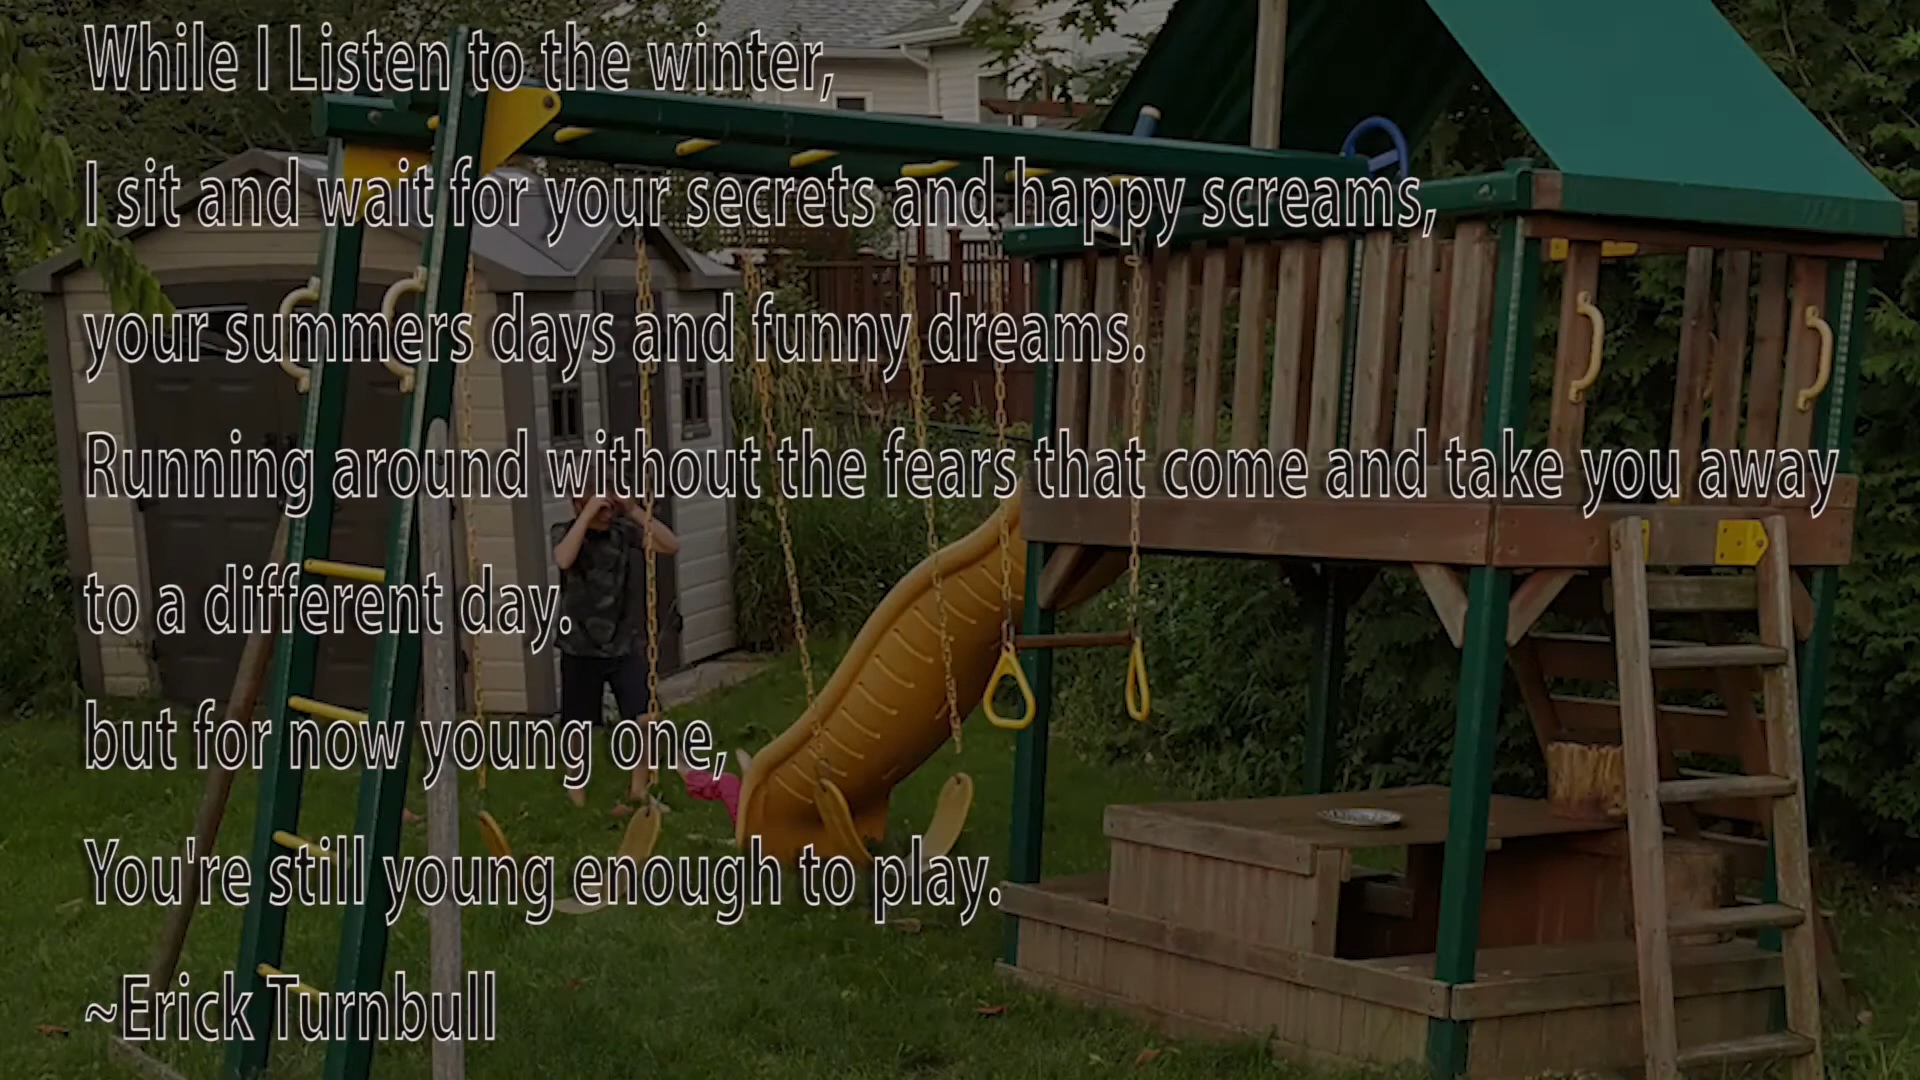 While I Listen to the winter,
I sit and wait for your secrets and happy screams,
your summers days and funny dreams.
Running around without the fears that come and take you away
to a different day.
but for now young one,
You're still young enough to play.
~Erick Turnbull